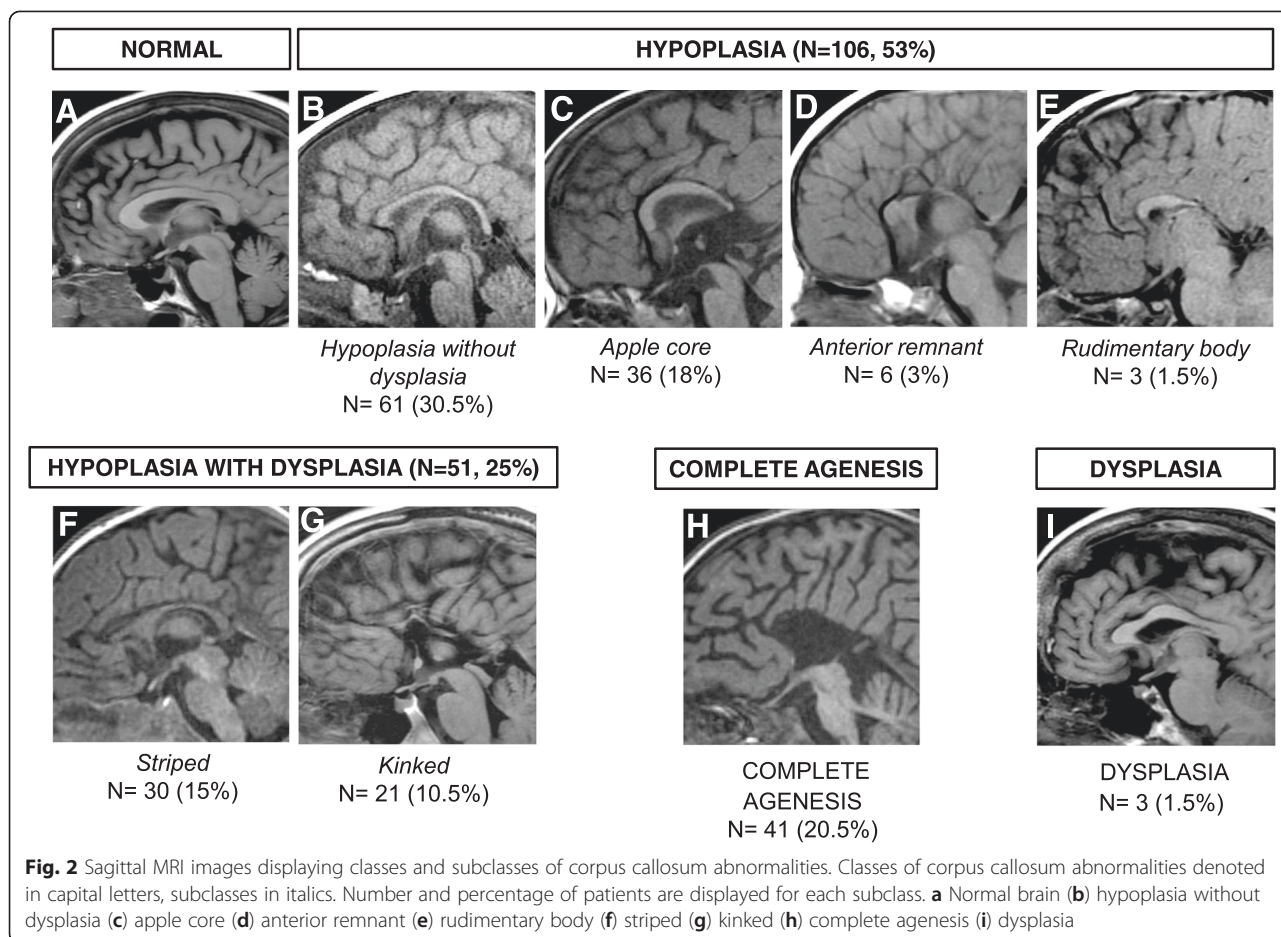 NORMAL
HYPOPLASIA (N=106, 53%)
A
B
C
D
E
Hypoplasia without
dysplasia
N= 61 (30.5%)
Apple core
N= 36 (18%)
Anterior remnant
N= 6 (3%)
Rudimentary body
N= 3 (1.5%)
HYPOPLASIA WITH DYSPLASIA (N=51, 25%)
COMPLETE AGENESIS
DYSPLASIA
F
G
H
I
Striped
N= 30 (15%)
Kinked
N= 21 (10.5%)
COMPLETE
AGENESIS
N= 41 (20.5%)
DYSPLASIA
N= 3 (1.5%)
Fig. 2 Sagittal MRI images displaying classes and subclasses of corpus callosum abnormalities. Classes of corpus callosum abnormalities denoted
in capital letters, subclasses in italics. Number and percentage of patients are displayed for each subclass. a Normal brain (b) hypoplasia without
dysplasia (c) apple core (d) anterior remnant (e) rudimentary body (f) striped (g) kinked (h) complete agenesis (i) dysplasia